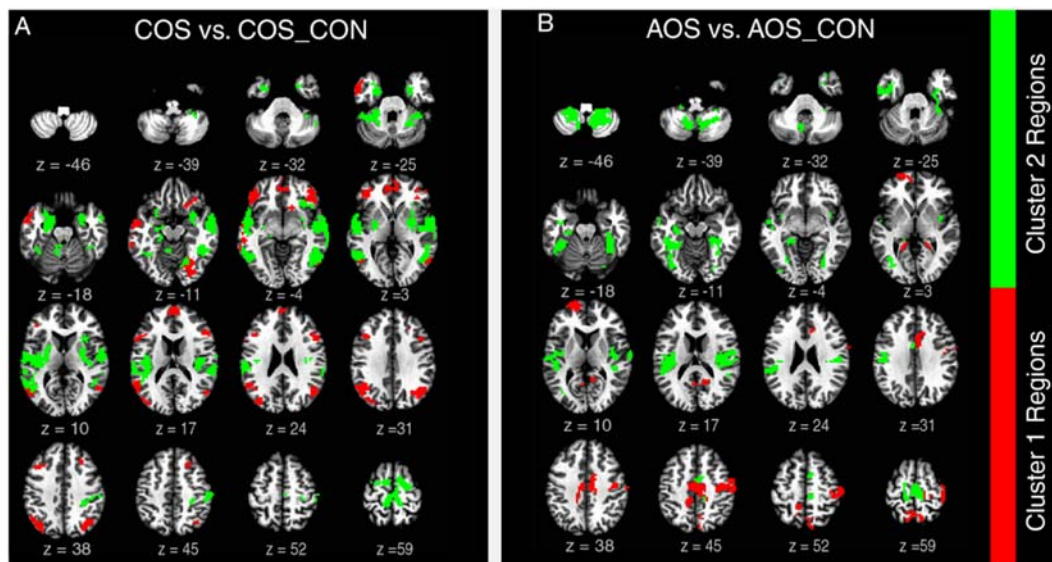 A
COS vs. COS_CON
z = -46
z = -39
z = -32
z = -25
z = -18
z = -11
z = -4
z =3
z = 10
z = 17
z = 24
z =31
z = 38
z = 45
z = 52
z =59
B
AOS vs. AOS_CON
z = -46
z = -39
z = -32
z = -25
z = -18
z = -11
z = -4
z =3
z = 10
z = 17
z = 24
z =31
z = 38
z = 45
z = 52
z =59
Cluster 2 Regions
Cluster 1 Regions